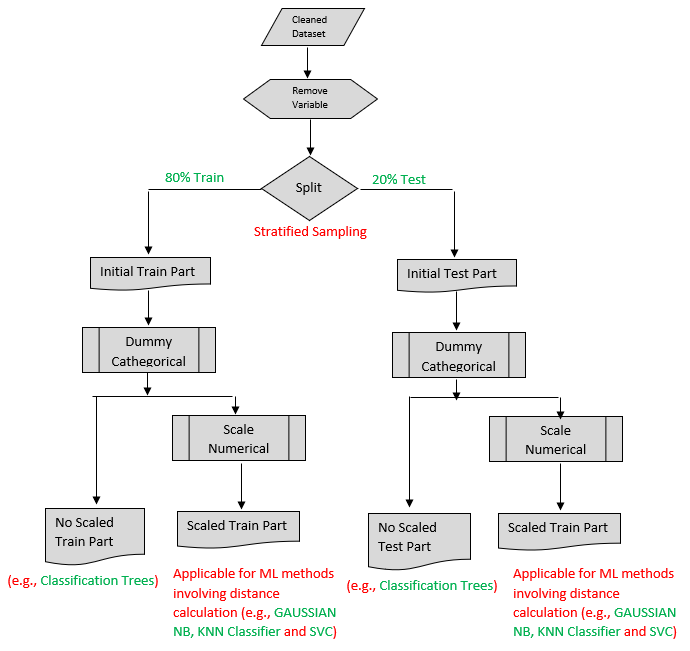 Cleaned
Dataset
Remove
Variable
80% Train
Split
20% Test
Stratified Sampling
Initial Train Part
Initial Test Part
Dummy
Cathegorical
Dummy
Cathegorical
Scale
Numerical
Scale
Numerical
No Scaled
Train Part
Scaled Train Part
No Scaled
Test Part
Scaled Train Part
(e.g., Classification Trees)
Applicable for ML methods
involving distance
calculation (e.g., GAUSSIAN
NB, KNN Classifier and SVC)
(e.g., Classification Trees)
Applicable for ML methods
involving distance
calculation (e.g., GAUSSIAN
NB, KNN Classifier and SVC)